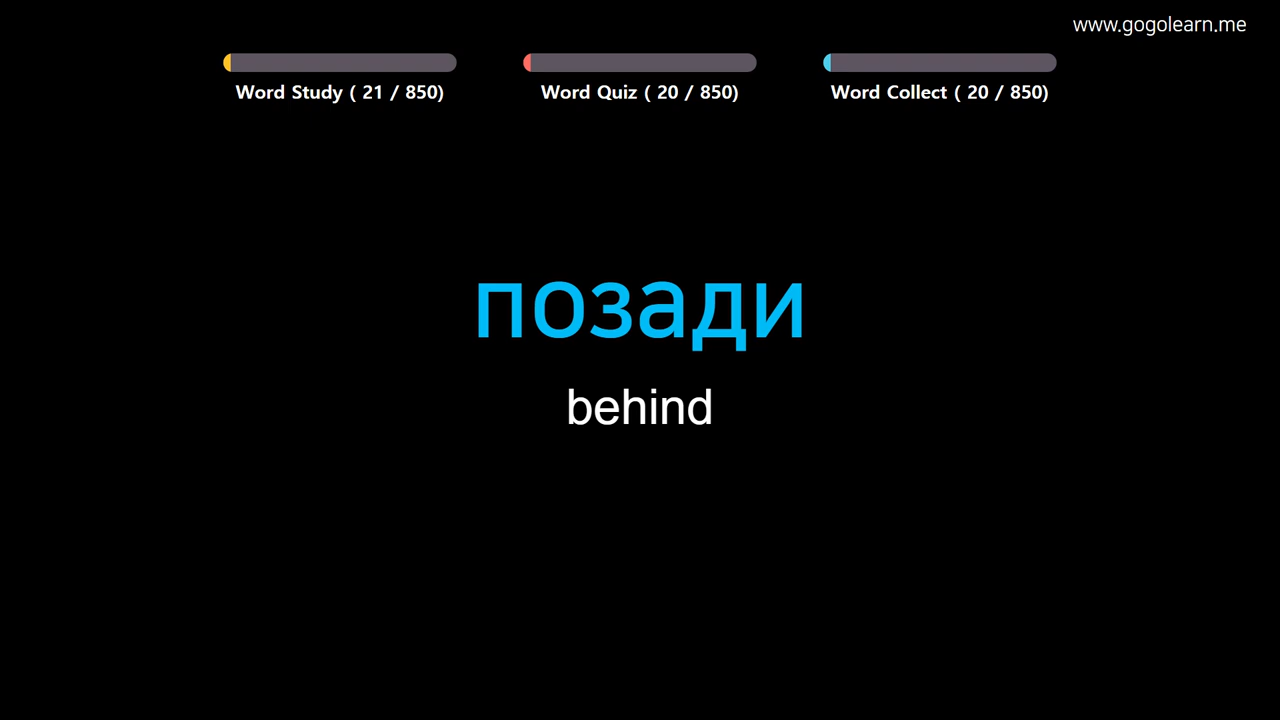 www.gogolearn.me
Word Study ( 21 / 850)
Word Quiz ( 20 / 850)
Word Collect ( 20 / 850)
позади
behind